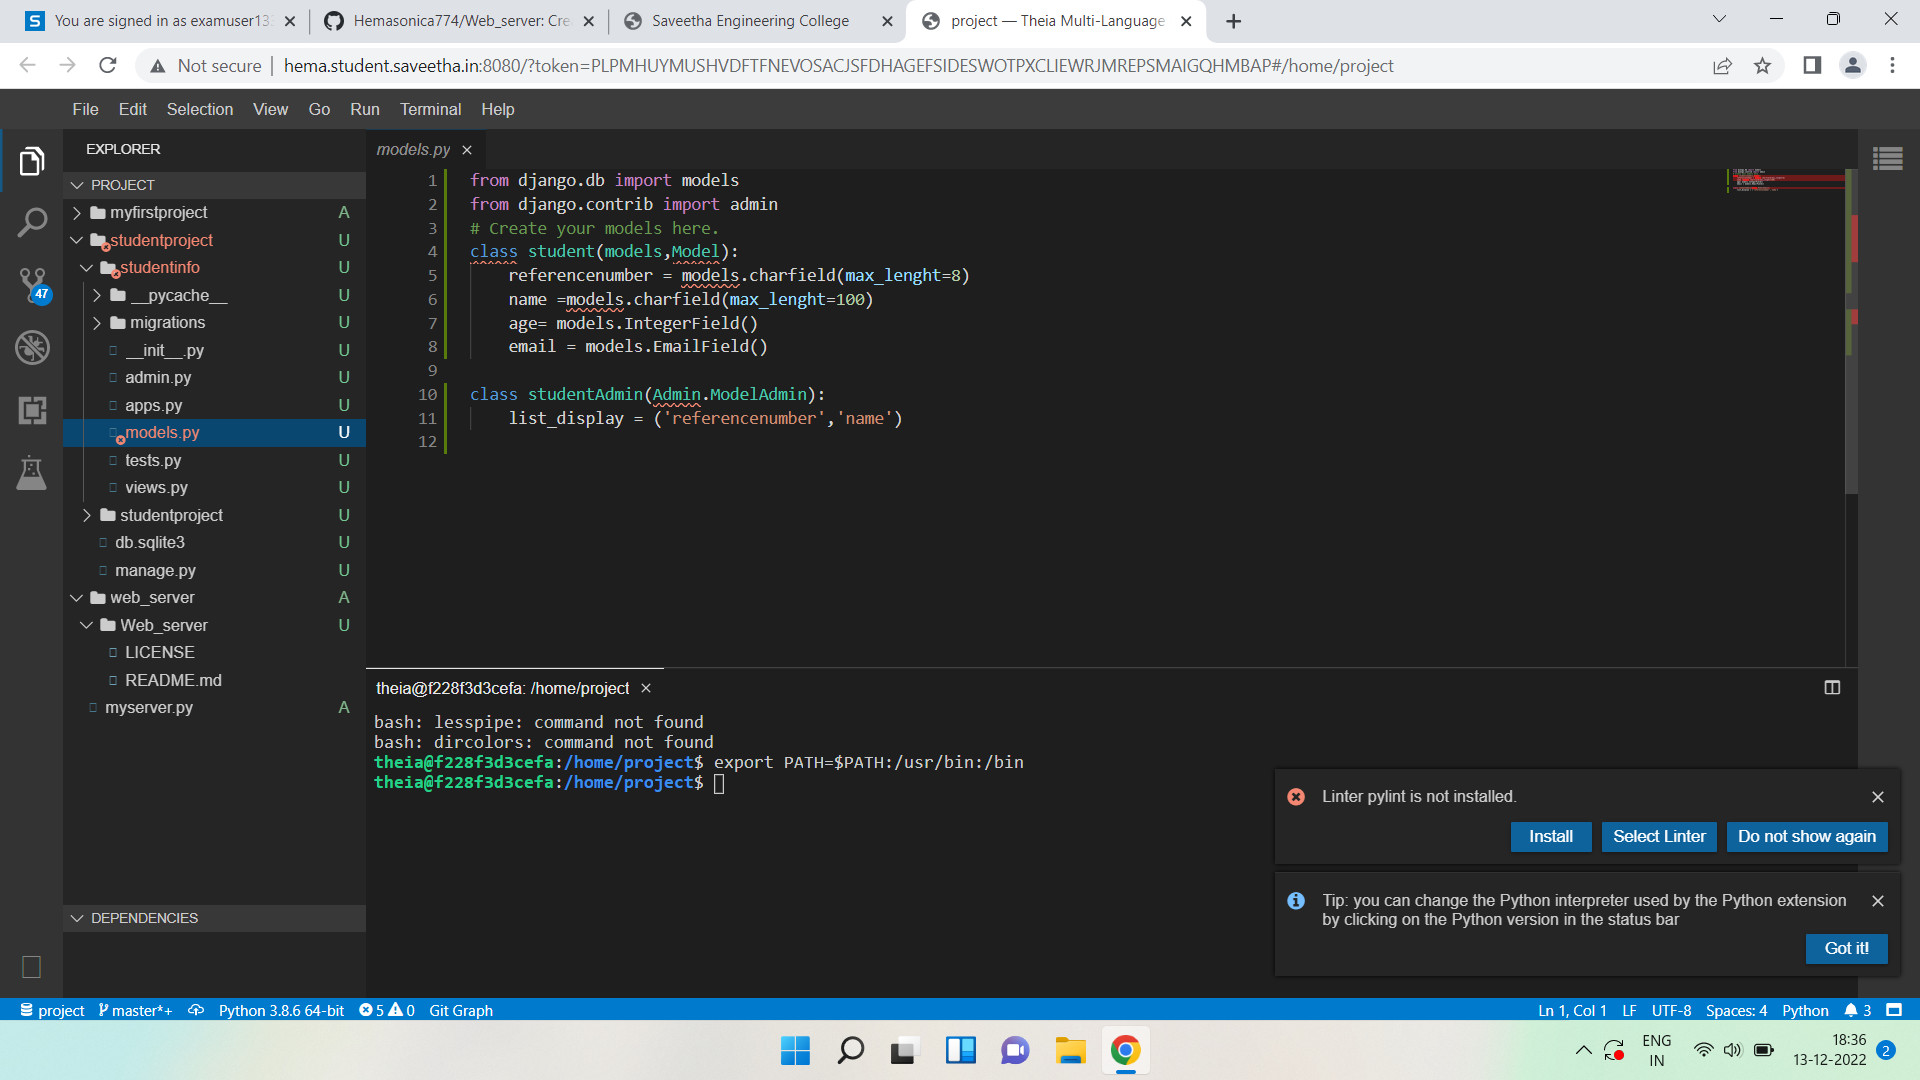 You are signed in as examuser133
Hemasonica774/Web_server: Cre
Saveetha Engineering College
project — Theia Multi-Language
Not secure
hema.student.saveetha.in:8080/?token=PLPMHUYMUSHVDFTFNEVOSACJSFDHAGEFSIDESWOTPXCLIEWRJMREPSMAIGQHMBAP#/home/project
File Edit Selection View Go Run Terminal Help
EXPLORER
PROJECT
myfirstproject A
studentproject U
studentinfo U
__pycache__ U
migrations U
__init__.py U
admin.py U
apps.py U
models.py U
tests.py U
views.py U
studentproject U
db.sqlite3 U
manage.py U
web_server A
Web_server U
LICENSE
README.md
myserver.py A
DEPENDENCIES
47
models.py
1 from django.db import models
2 from django.contrib import admin
3 # Create your models here.
4 class student(models,Model):
5 referencenumber = models.charfield(max_lenght=8)
6 name =models.charfield(max_lenght=100)
7 age= models.IntegerField()
8 email = models.EmailField()
9
10 class studentAdmin(Admin.ModelAdmin):
11 list_display = ('referencenumber','name')
12
theia@f228f3d3cefa: /home/project
bash: lesspipe: command not found
bash: dircolors: command not found
theia@f228f3d3cefa:/home/project$ export PATH=$PATH:/usr/bin:/bin
theia@f228f3d3cefa:/home/project$
Linter pylint is not installed.
Install Select Linter Do not show again
Tip: you can change the Python interpreter used by the Python extension
by clicking on the Python version in the status bar
Got it!
project master*+ Python 3.8.6 64-bit 5 0 Git Graph
Ln 1, Col 1 LF UTF-8 Spaces: 4 Python 3
ENG
IN
18:36
13-12-2022
2